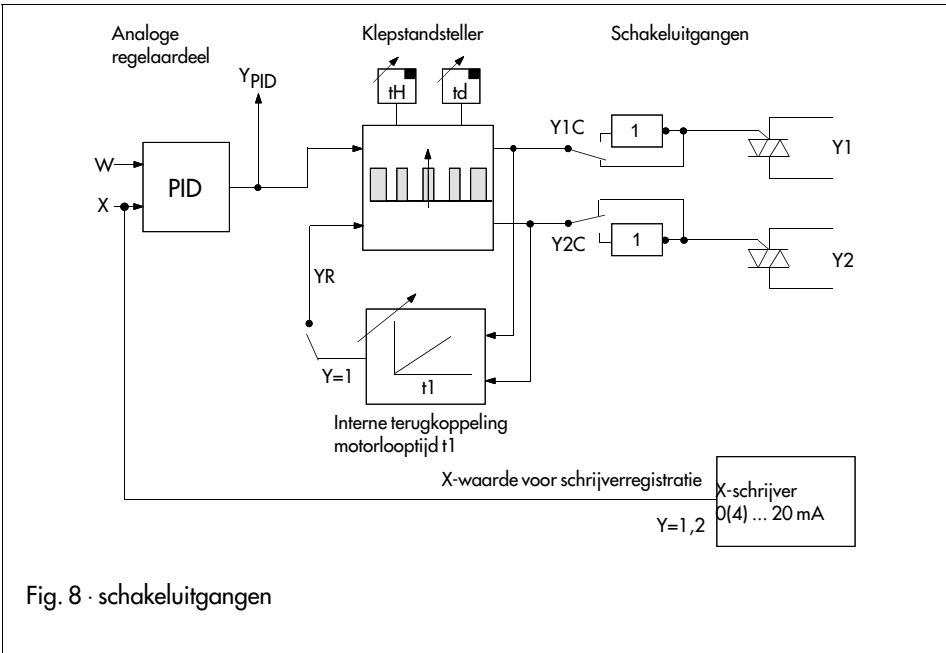 Analoge
regelaardeel
Klepstandsteller
Schakeluitgangen
YPID
tH
td
Y1C
1
Y1
W
X
PID
Y2C
1
Y2
YR
Y=1
t1
Interne terugkoppeling
motorlooptijd t1
X-waarde voor schrijverregistratie
X-schrijver
0(4) ... 20 mA
Y=1,2
Fig. 8 · schakeluitgangen